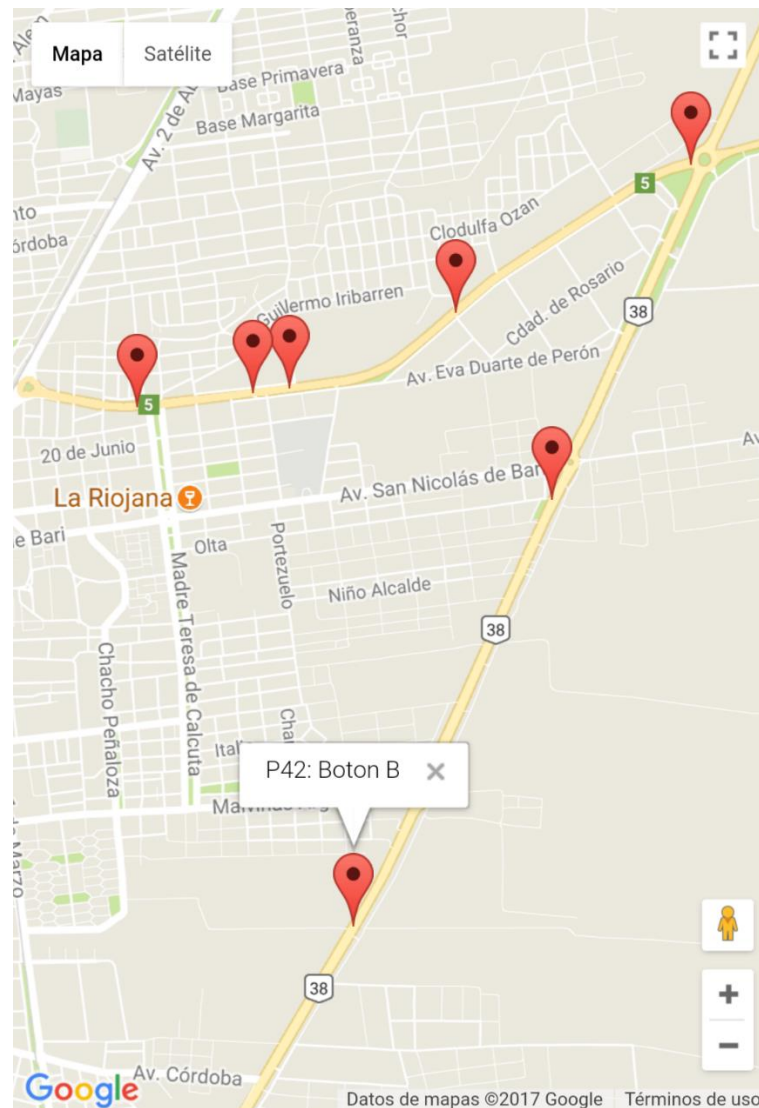 Mapa
Satélite
Mayas
Av. 2 de
Base Primavera
Base Margarita
Clodulfa Ozan
Guillermo Iribarren
Cdad. de Rosario
5
38
Av. Eva Duarte de Perón
5
20 de Junio
La Riojana
Av. San Nicolás de Bar
Av
e Bari
Olta
Portezuelo
Niño Alcalde
Madre Teresa de Calcuta
Chacho Peñaloza
38
P42: Boton B
38
Av. Córdoba
Google
Datos de mapas ©2017 Google
Términos de uso